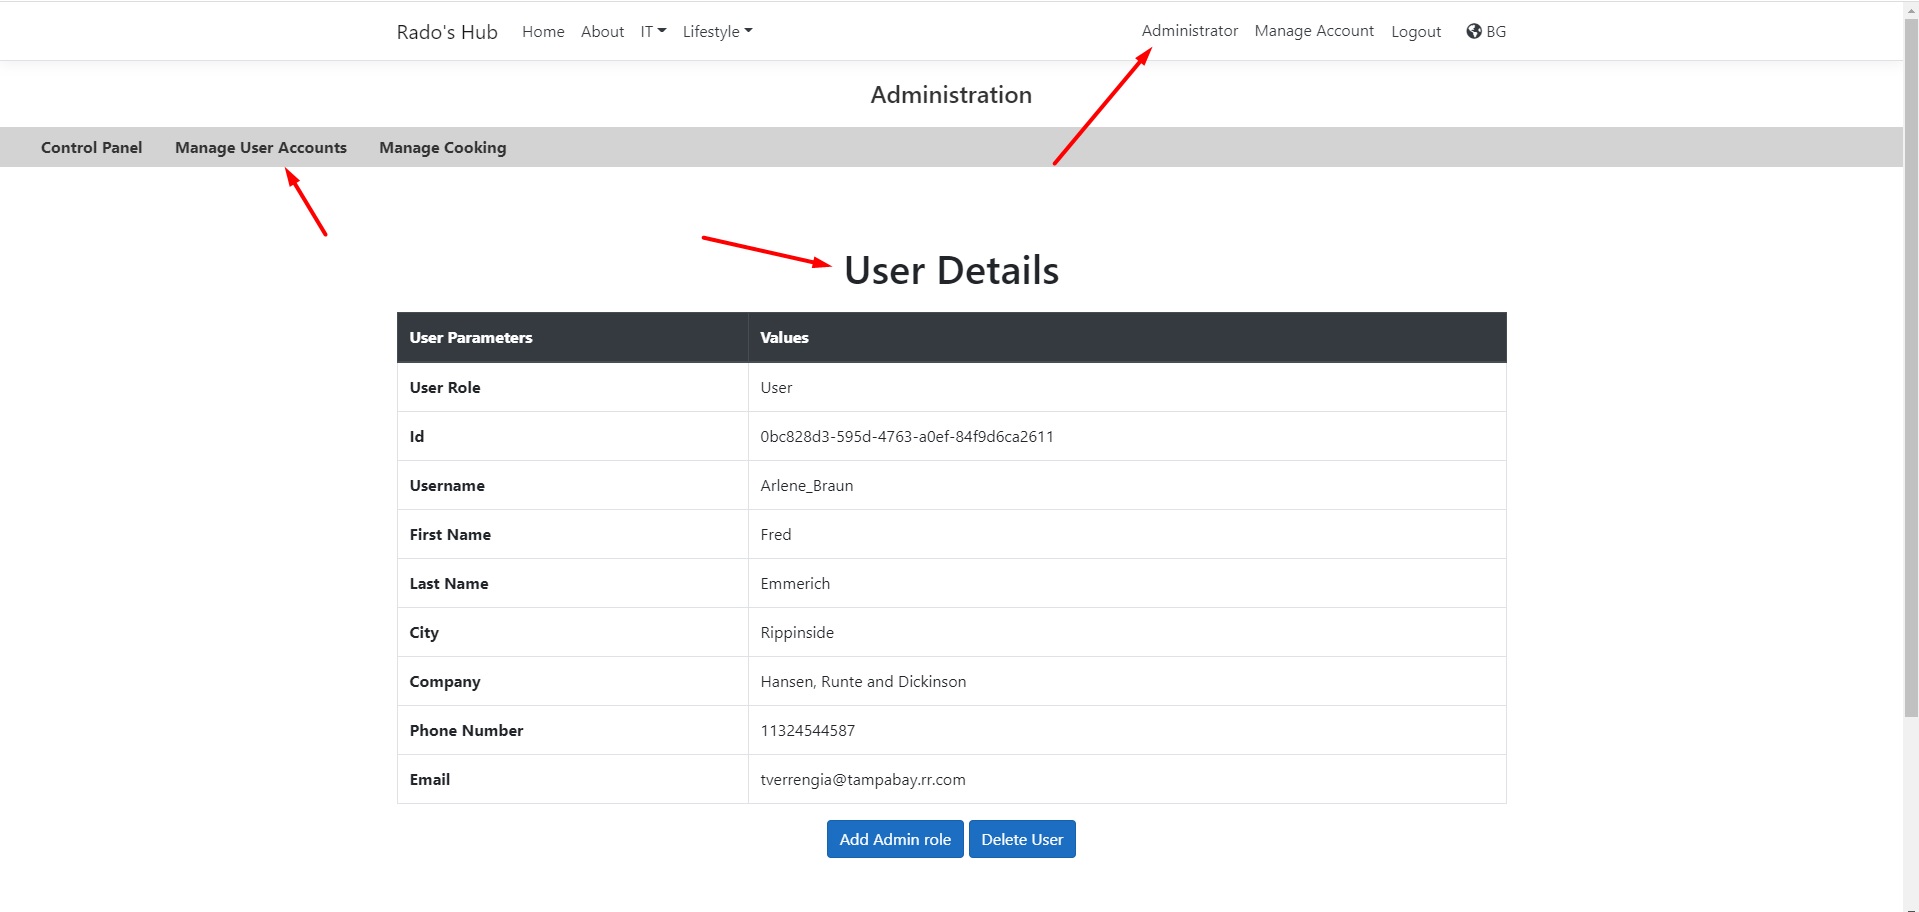 Rado's Hub Home About IT Lifestyle Administrator Manage Account Logout BG
Administration
Control Panel Manage User Accounts Manage Cooking
User Details
User Parameters Values
User Role User
Id 0bc828d3-595d-4763-a0ef-84f9d6ca2611
Username Arlene_Braun
First Name Fred
Last Name Emmerich
City Rippinside
Company Hansen, Runte and Dickinson
Phone Number 11324544587
Email tverrengia@tampabay.rr.com
Add Admin role Delete User